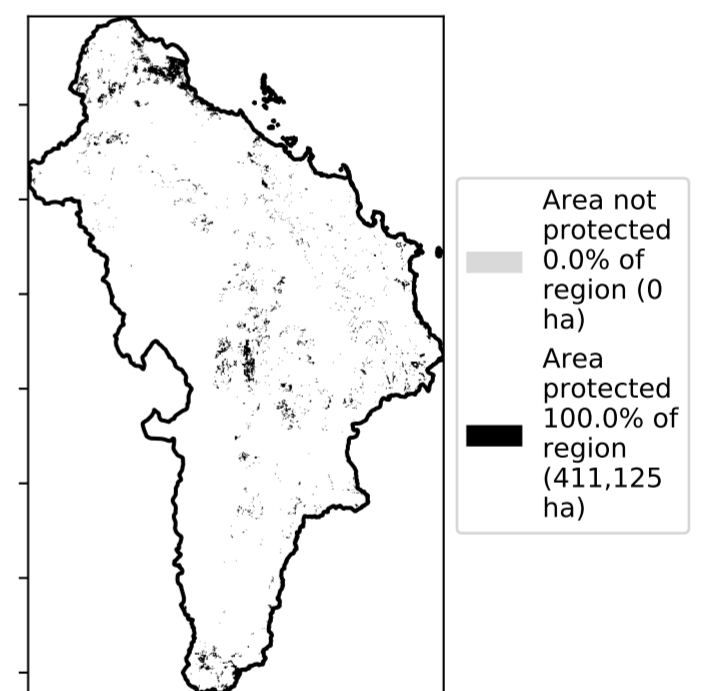 Area not
protected
0.0% of
region (0
ha)
Area
protected
100.0% of
region
(411,125
ha)